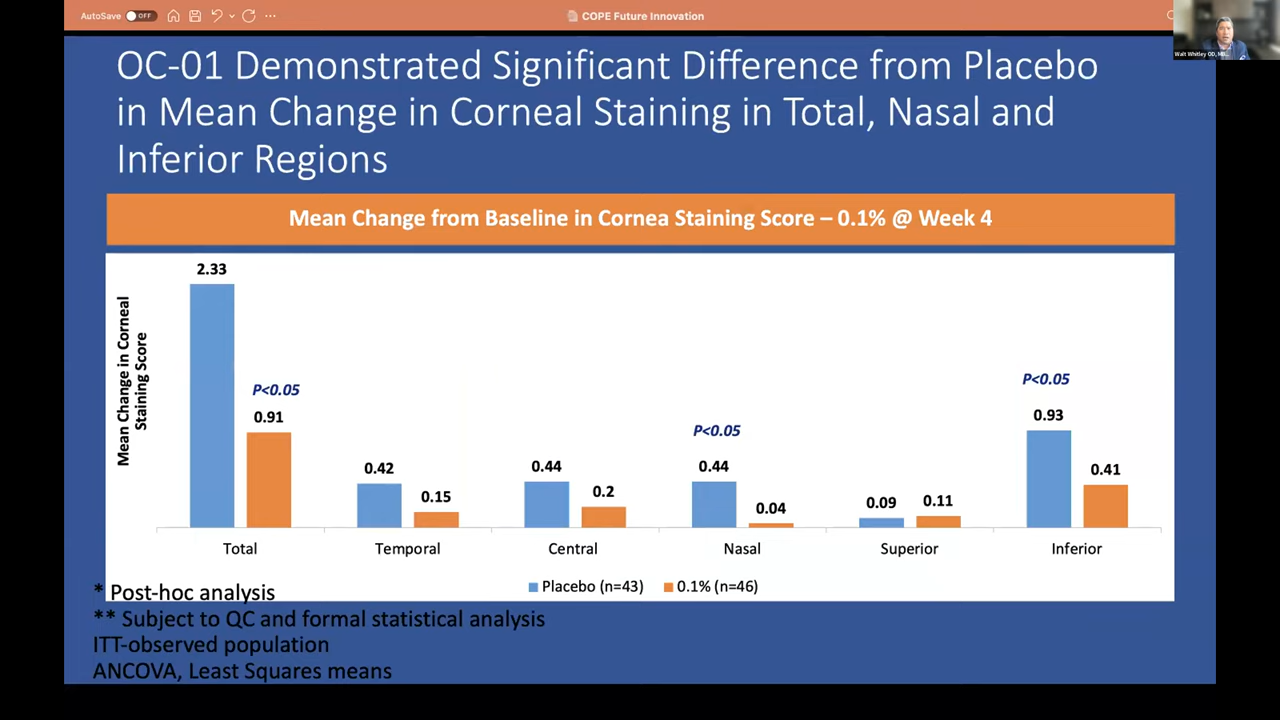 AutoSave OFF
COPE Future Innovation
OC-01 Demonstrated Significant Difference from Placebo
in Mean Change in Corneal Staining in Total, Nasal and
Inferior Regions
Mean Change from Baseline in Cornea Staining Score – 0.1% @ Week 4
Mean Change in Corneal
Staining Score
2.33
P<0.05
0.91
0.42
0.15
0.44
0.2
P<0.05
0.44
0.04
0.09
0.11
P<0.05
0.93
0.41
Total
Temporal
Central
Nasal
Superior
Inferior
Placebo (n=43)
0.1% (n=46)
* Post-hoc analysis
** Subject to QC and formal statistical analysis
ITT-observed population
ANCOVA, Least Squares means
Walt Whitley OD,